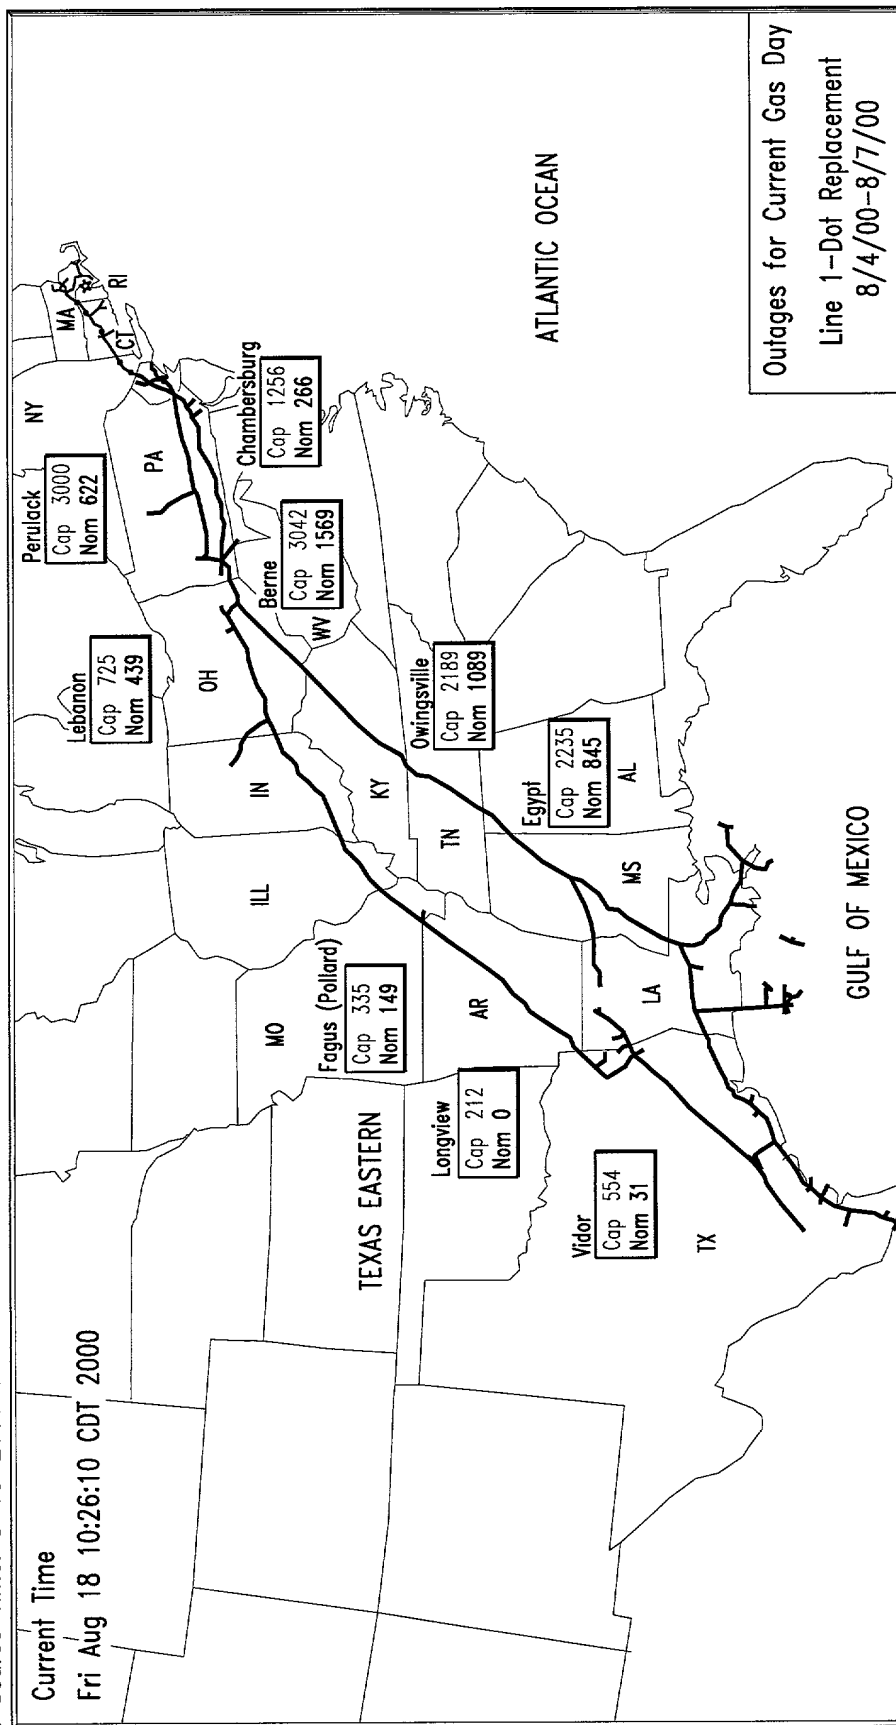 Current Time
Fri Aug 18 10:26:10 CDT 2000
TEXAS EASTERN
Perulack
Cap 3000
Nom 622
Lebanon
Cap 725
Nom 439
Chambersburg
Cap 1256
Nom 266
Berne
Cap 3042
Nom 1569
Fagus (Pollard)
Cap 335
Nom 149
Owingsville
Cap 2189
Nom 1089
Longview
Cap 212
Nom 0
Egypt
Cap 2235
Nom 845
Vidor
Cap 554
Nom 31
NY
MA
RI
CT
PA
OH
WV
IN
ILL
KY
MO
TN
AR
AL
MS
LA
TX
ATLANTIC OCEAN
GULF OF MEXICO
Outages for Current Gas Day
Line 1-Dot Replacement
8/4/00-8/7/00